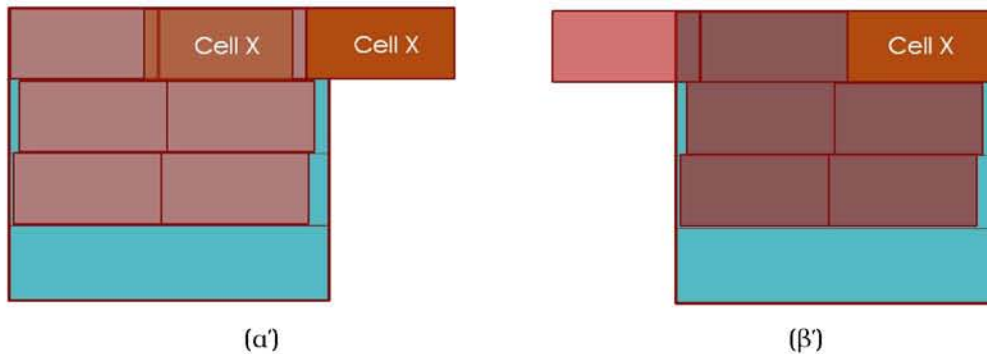 Cell X Cell X Cell X
(α′) (β′)